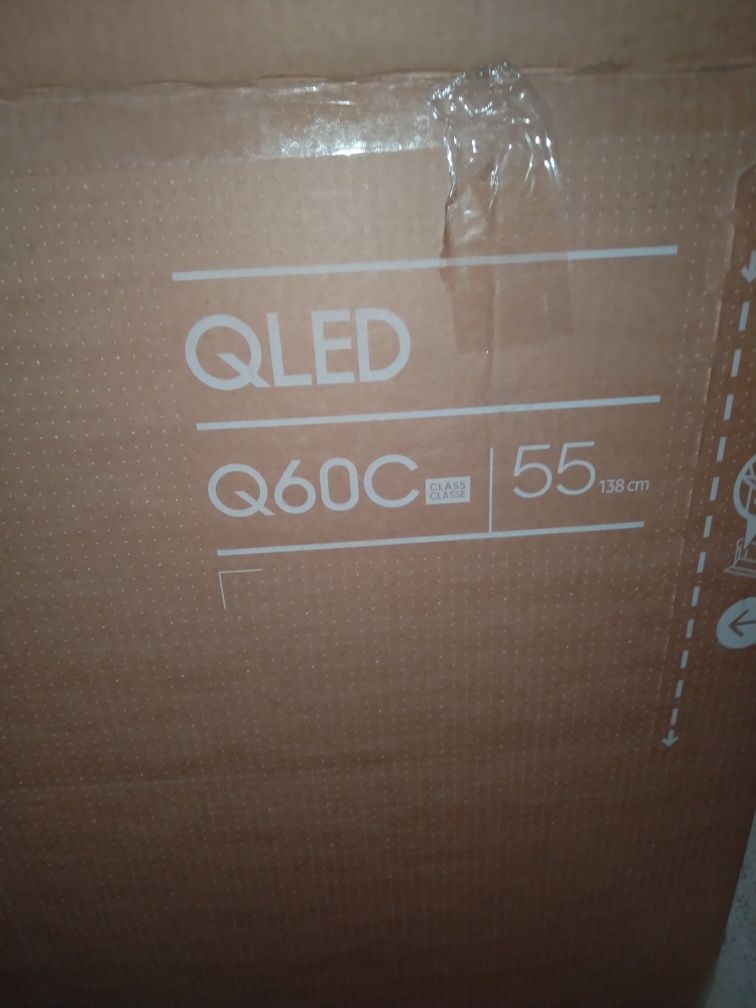 QLED
Q60C CLASS CLASSE 55 138 cm